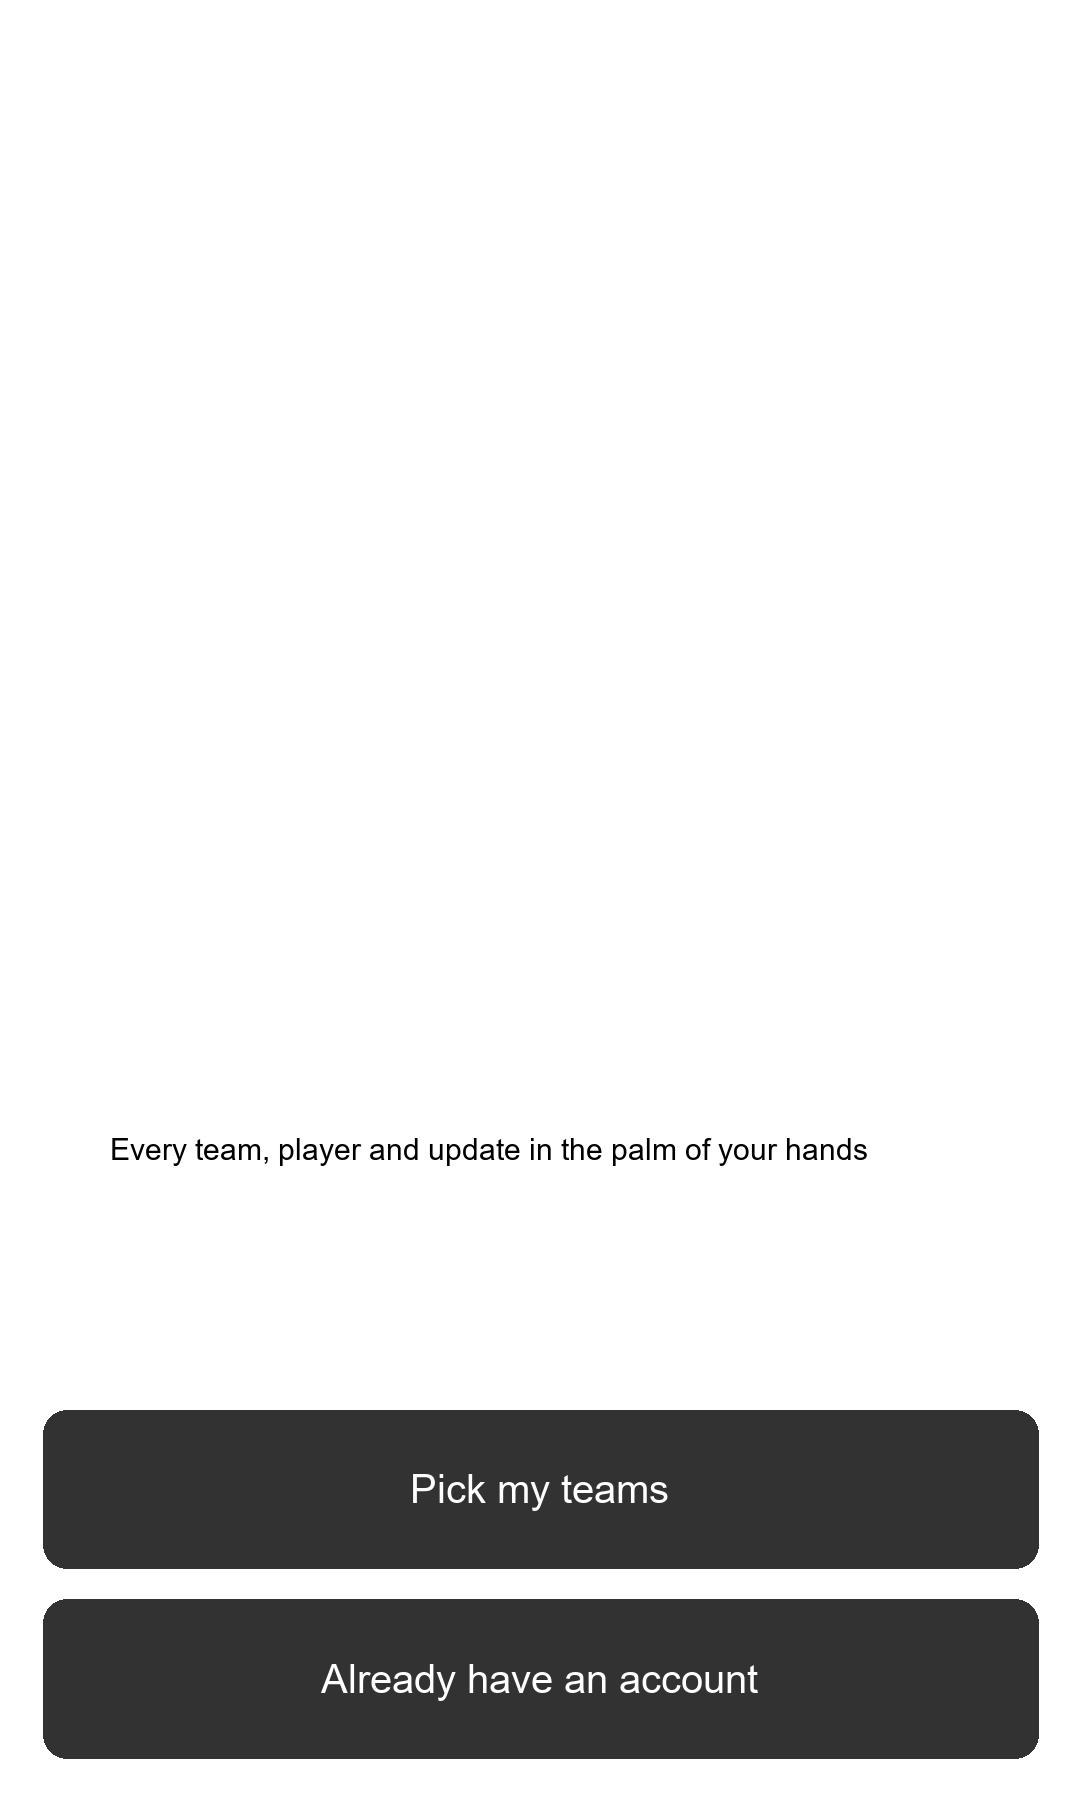 Every team, player and update in the palm of your hands
Pick my teams
Already have an account